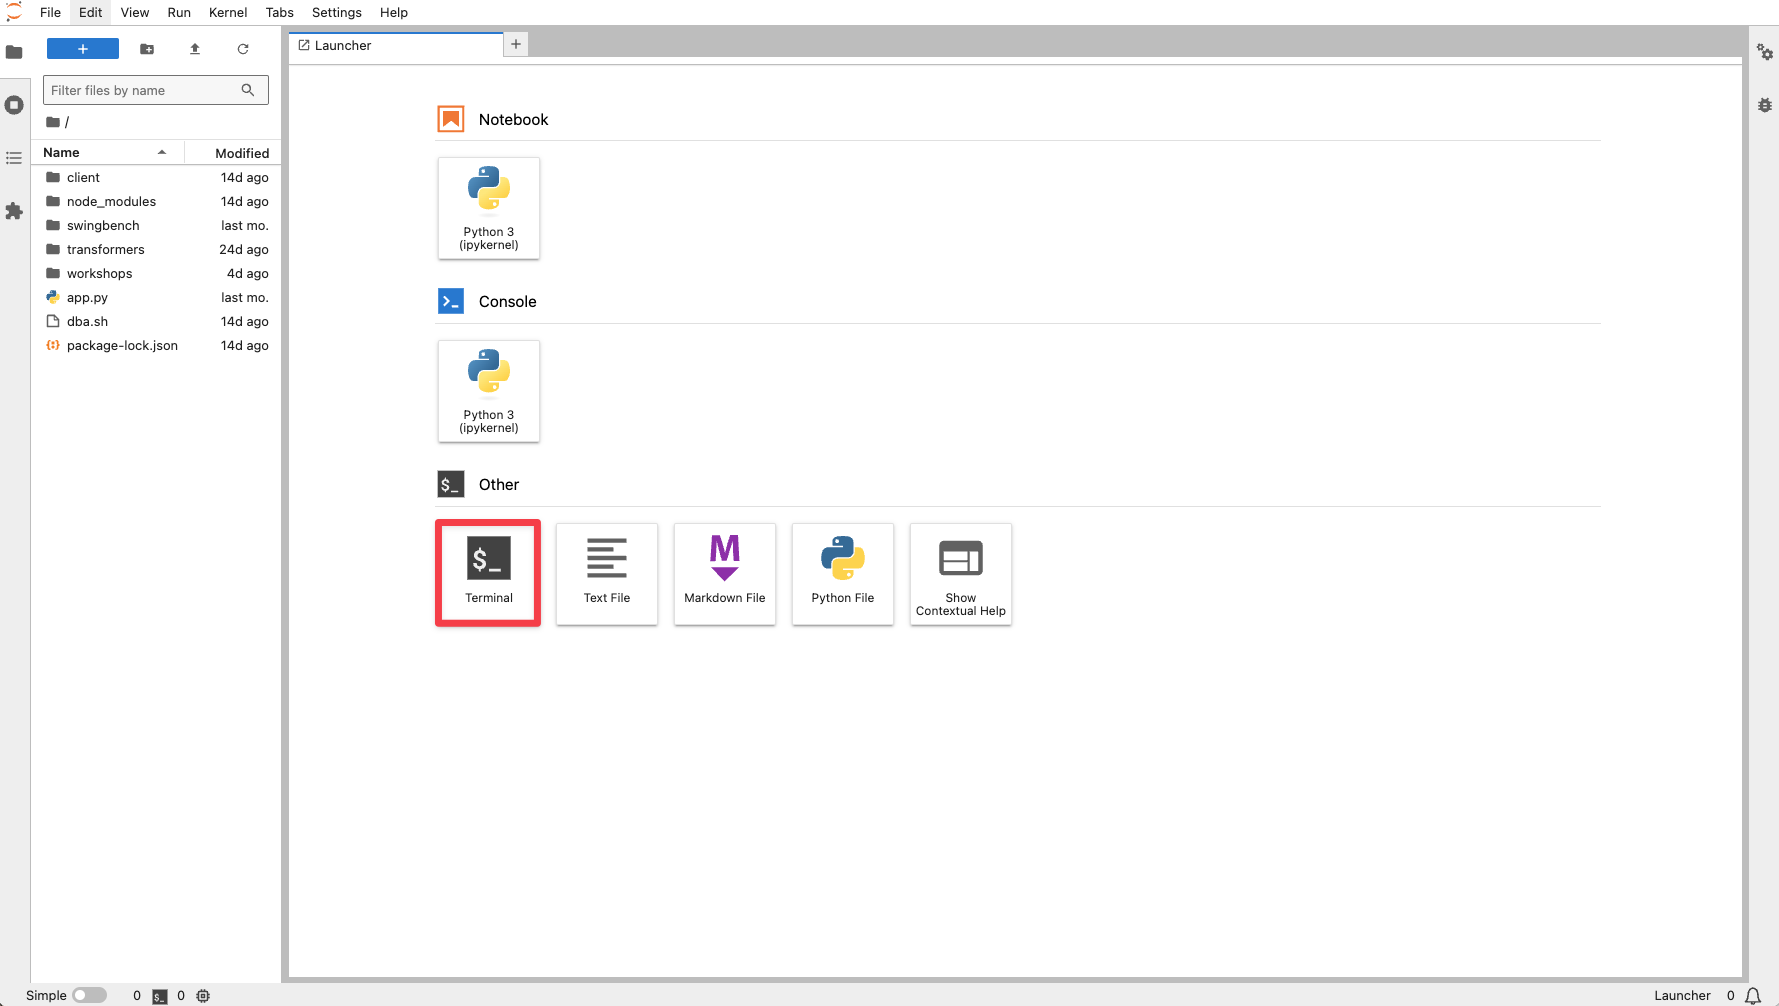 File Edit View Run Kernel Tabs Settings Help
Launcher
Filter files by name
/
Name Modified
client 14d ago
node_modules 14d ago
swingbench last mo.
transformers 24d ago
workshops 4d ago
app.py last mo.
dba.sh 14d ago
package-lock.json 14d ago
Notebook
Python 3
(ipykernel)
Console
Python 3
(ipykernel)
$_ Other
$_
Terminal
Text File
M
Markdown File
Python File
Show
Contextual Help
Simple 0 $_ 0
Launcher 0